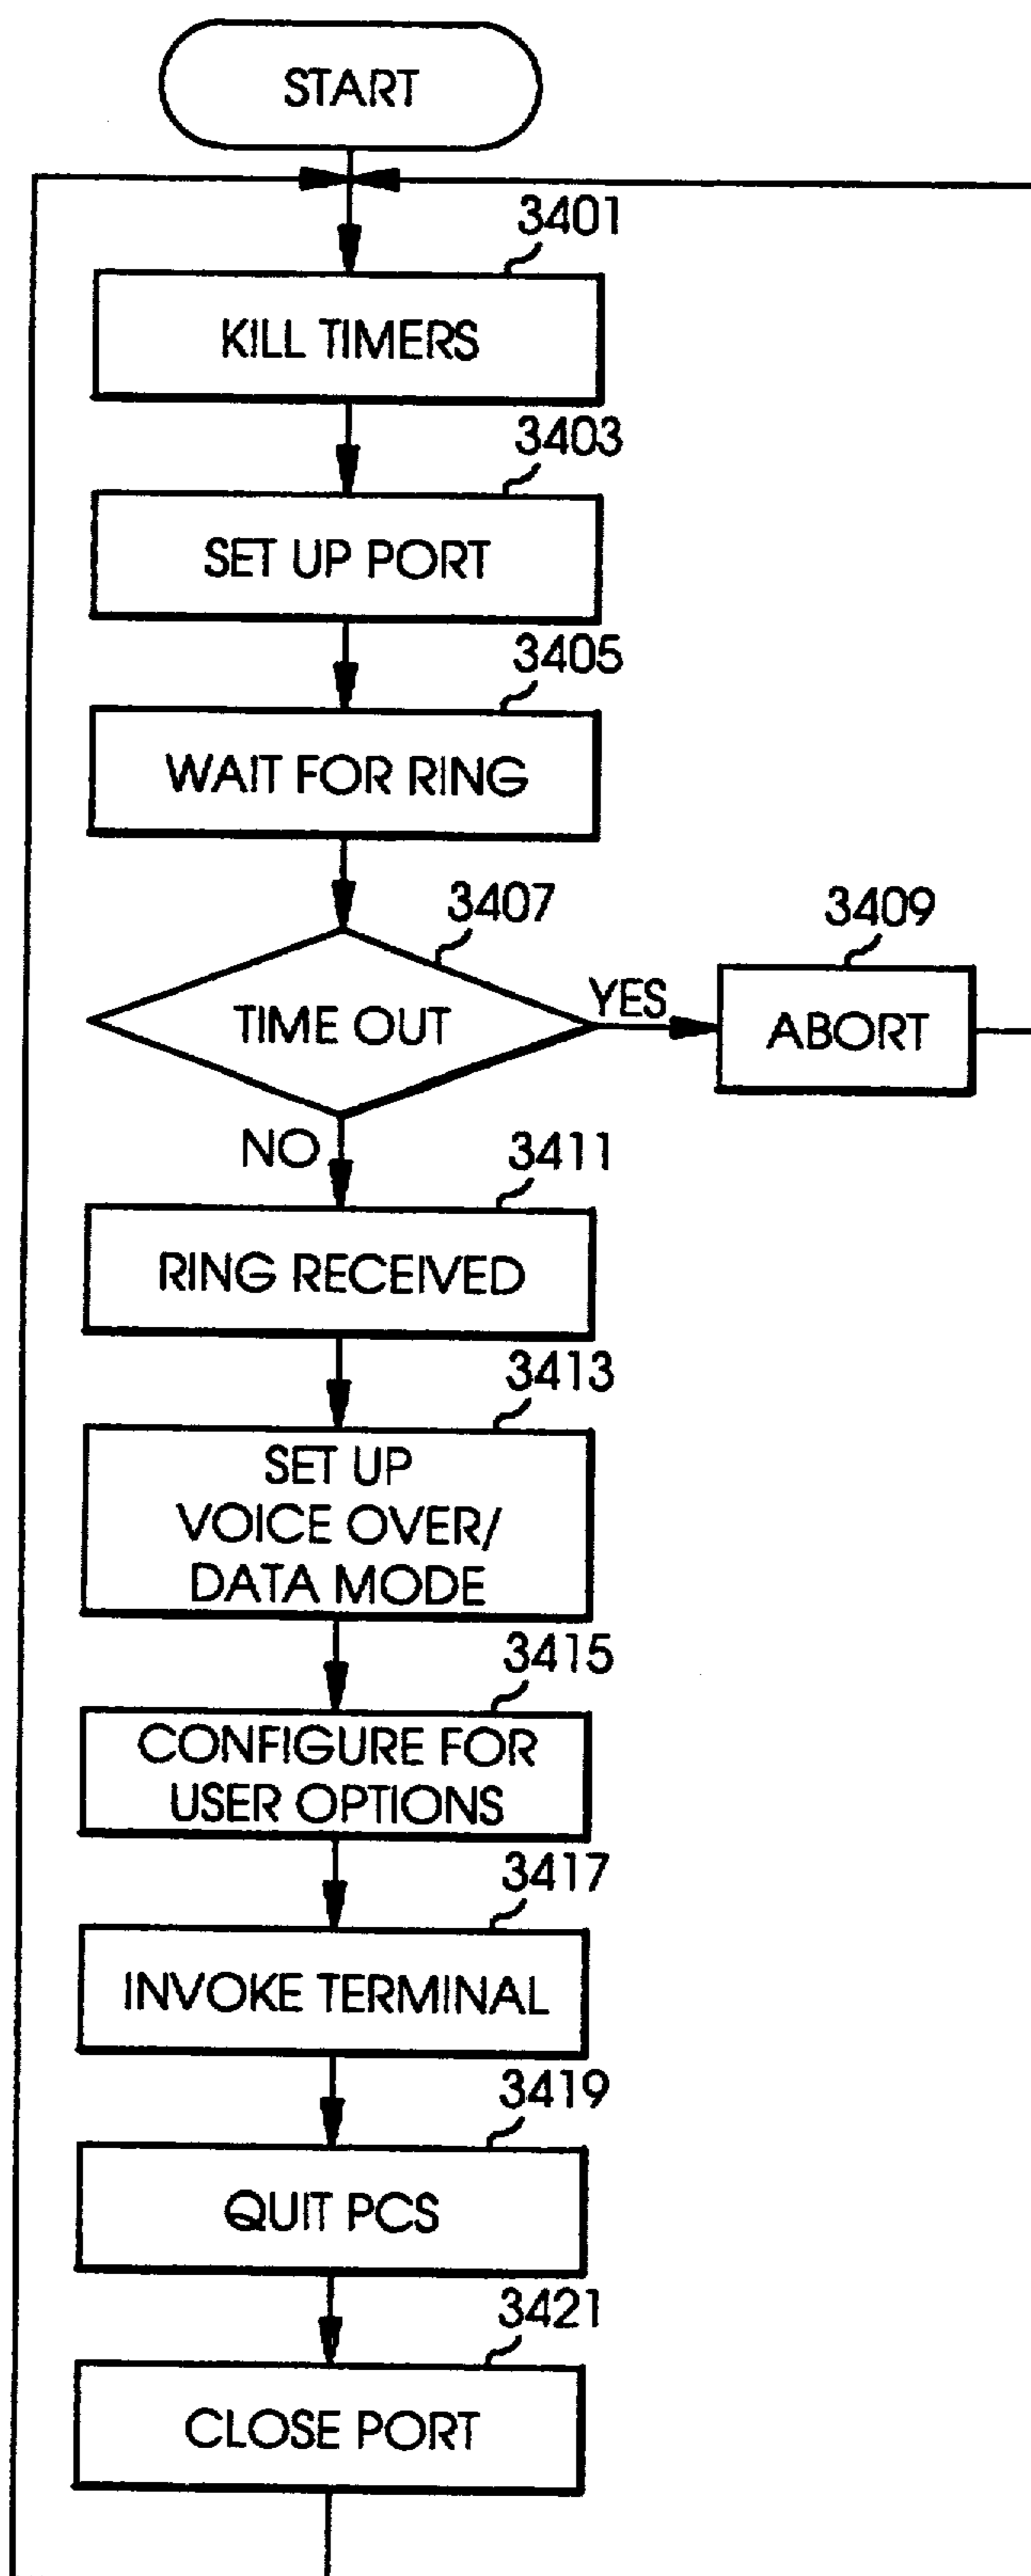 START
3401
KILL TIMERS
3403
SET UP PORT
3405
WAIT FOR RING
3407
TIME OUT
YES
3409
ABORT
NO
3411
RING RECEIVED
3413
SET UP
VOICE OVER/
DATA MODE
3415
CONFIGURE FOR
USER OPTIONS
3417
INVOKE TERMINAL
3419
QUIT PCS
3421
CLOSE PORT